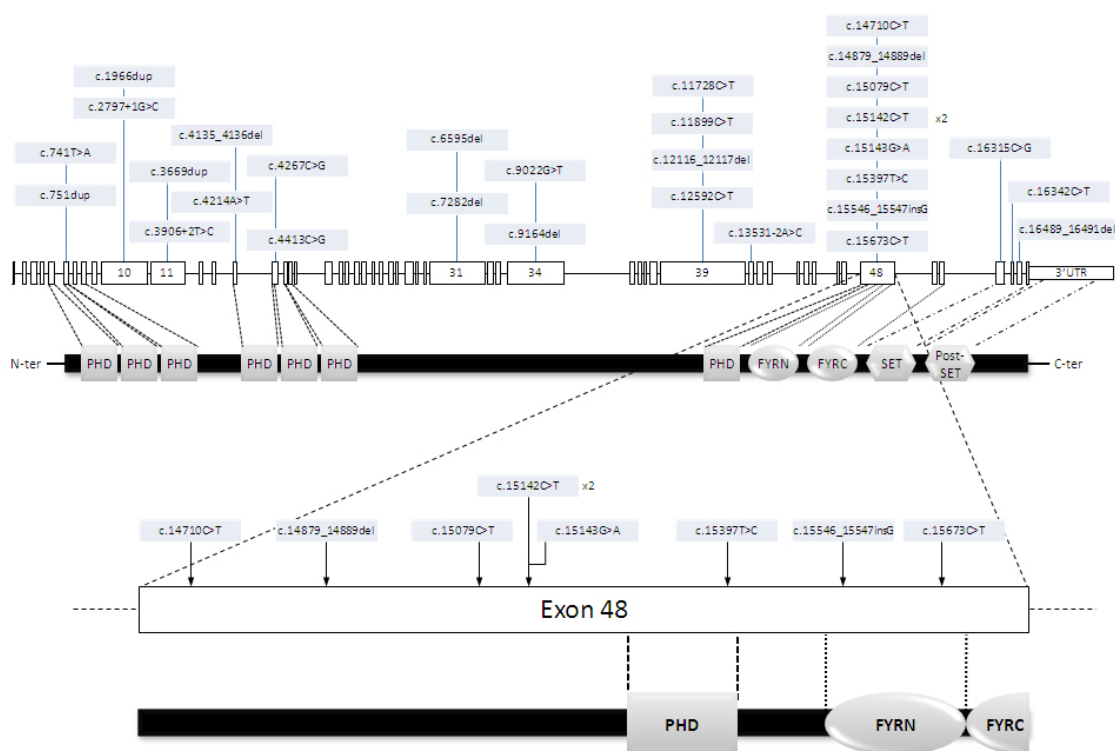 c.14710C>T
c.14879_14889del
c.1966dup
c.11728C>T
c.15079C>T
c.2797+1G>C
c.4135_4136del
c.6595del
c.11899C>T
c.15142C>T x2
c.741T>A
c.3669dup
c.4267C>G
c.9022G>T
c.12116_12117del
c.15143G>A
c.16315C>G
c.751dup
c.4214A>T
c.7282del
c.12592C>T
c.15397T>C
c.16342C>T
c.3906+2T>C
c.4413C>G
c.9164del
c.13531-2A>C
c.15546_15547insG
c.16489_16491del
c.15673C>T
10 11 31 34 39 48 3'UTR
N-ter PHD PHD PHD PHD PHD PHD PHD FYRN FYRC SET Post-SET C-ter
c.15142C>T x2
c.14710C>T c.14879_14889del c.15079C>T c.15143G>A c.15397T>C c.15546_15547insG c.15673C>T
Exon 48
PHD FYRN FYRC